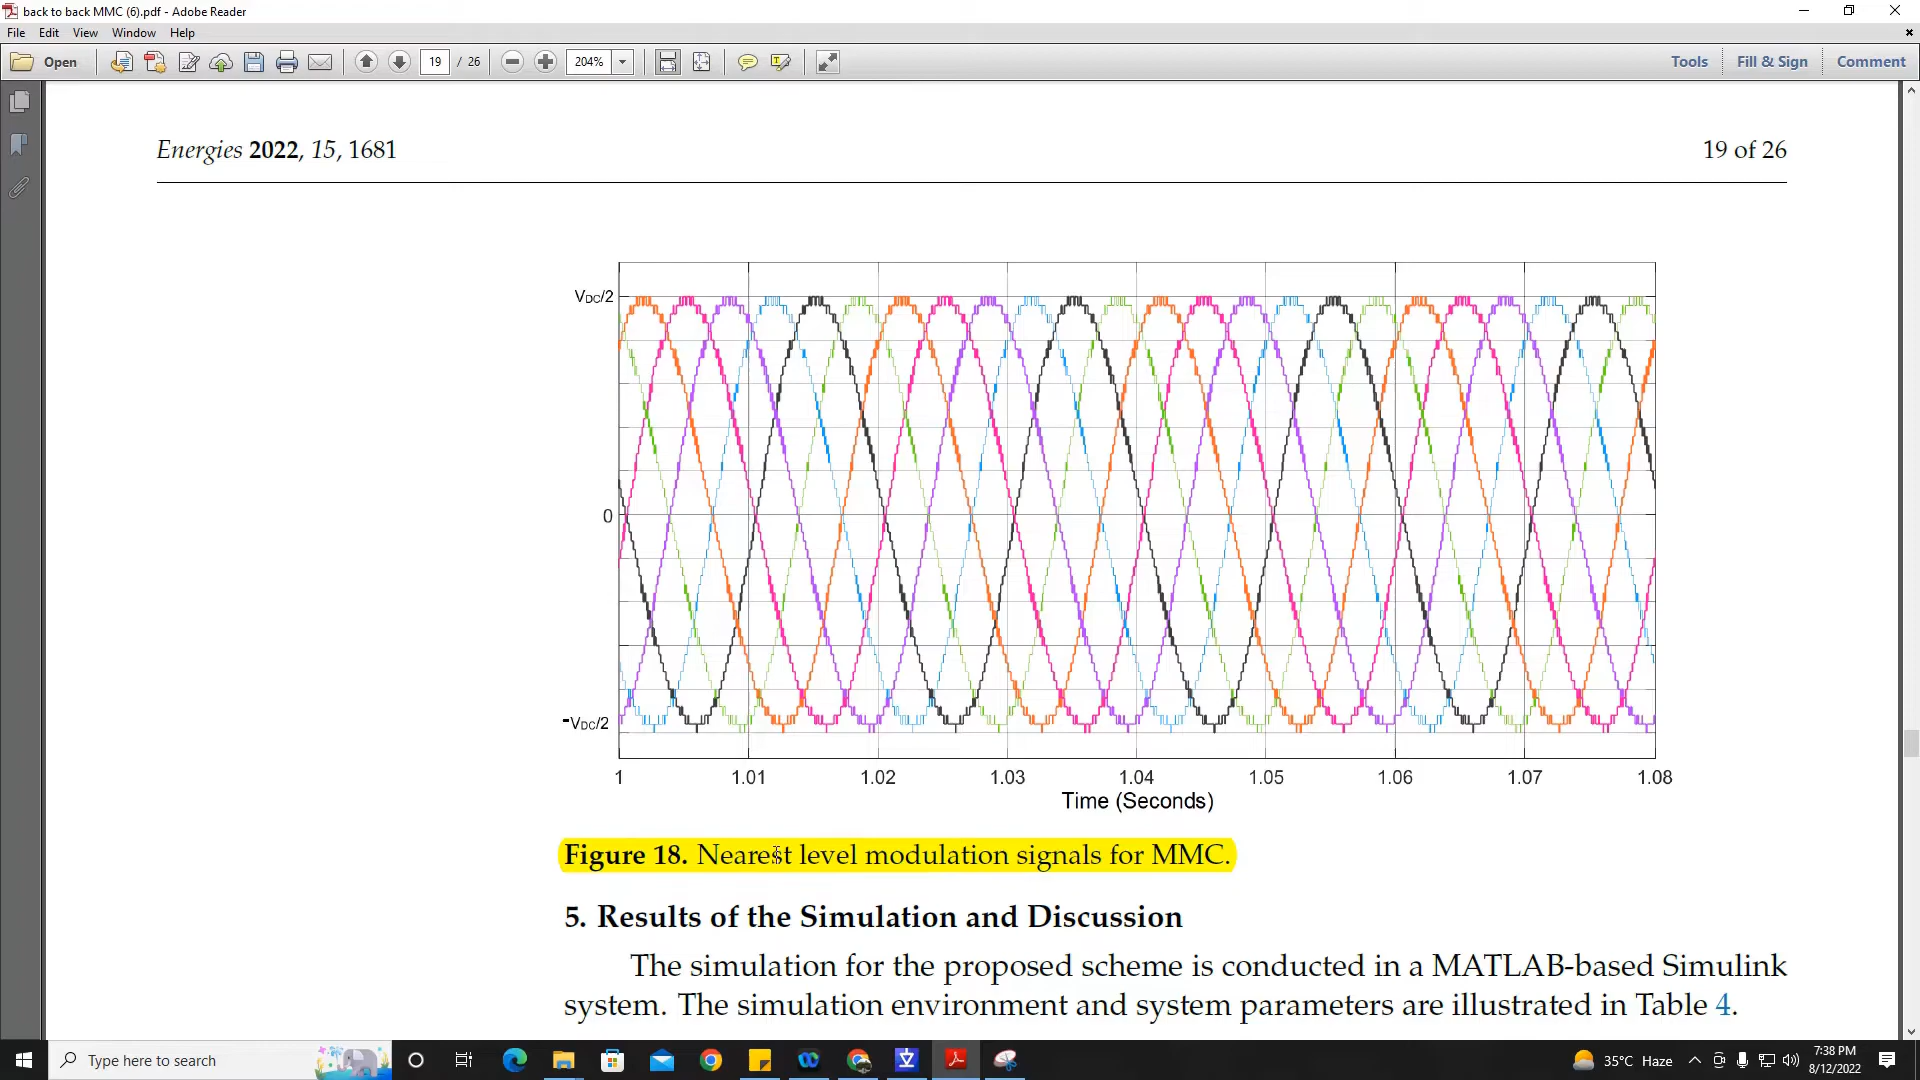 back to back MMC (6).pdf - Adobe Reader
File Edit View Window Help
Open 19 / 26 204% Tools Fill & Sign Comment
Energies 2022, 15, 1681 19 of 26
VDC/2
0
-VDC/2
1 1.01 1.02 1.03 1.04 1.05 1.06 1.07 1.08
Time (Seconds)
Figure 18. Nearest level modulation signals for MMC.
5. Results of the Simulation and Discussion
The simulation for the proposed scheme is conducted in a MATLAB-based Simulink
system. The simulation environment and system parameters are illustrated in Table 4.
Type here to search 35°C Haze 7:38 PM
8/12/2022